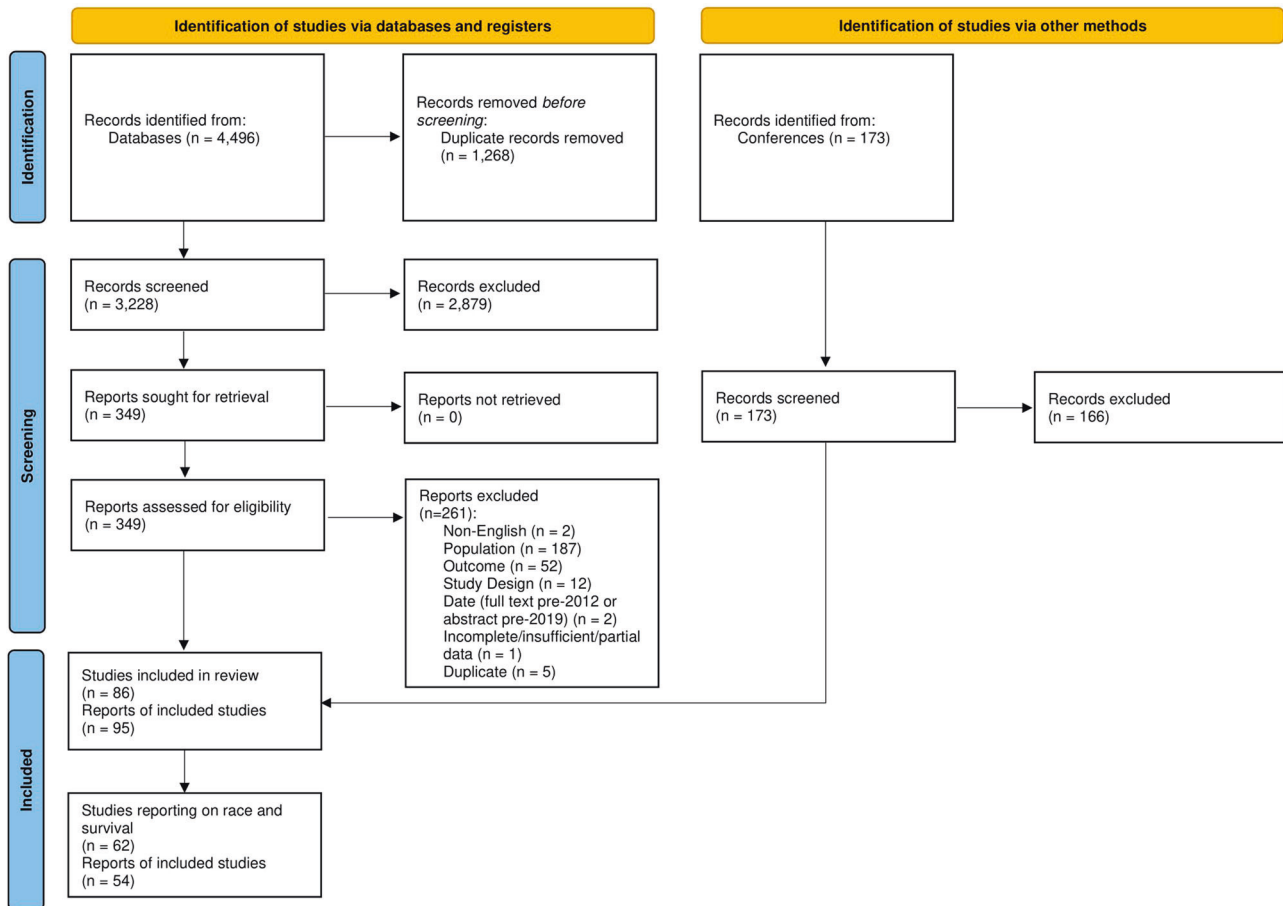 Identification of studies via databases and registers
Identification of studies via other methods
Identification
Records identified from:
Databases (n = 4,496)
Records removed before
screening:
Duplicate records removed
(n = 1,268)
Records identified from:
Conferences (n = 173)
Screening
Records screened
(n = 3,228)
Records excluded
(n = 2,879)
Reports sought for retrieval
(n = 349)
Reports not retrieved
(n = 0)
Records screened
(n = 173)
Records excluded
(n = 166)
Reports assessed for eligibility
(n = 349)
Reports excluded
(n=261):
Non-English (n = 2)
Population (n = 187)
Outcome (n = 52)
Study Design (n = 12)
Date (full text pre-2012 or
abstract pre-2019) (n = 2)
Incomplete/insufficient/partial
data (n = 1)
Duplicate (n = 5)
Included
Studies included in review
(n = 86)
Reports of included studies
(n = 95)
Studies reporting on race and
survival
(n = 62)
Reports of included studies
(n = 54)